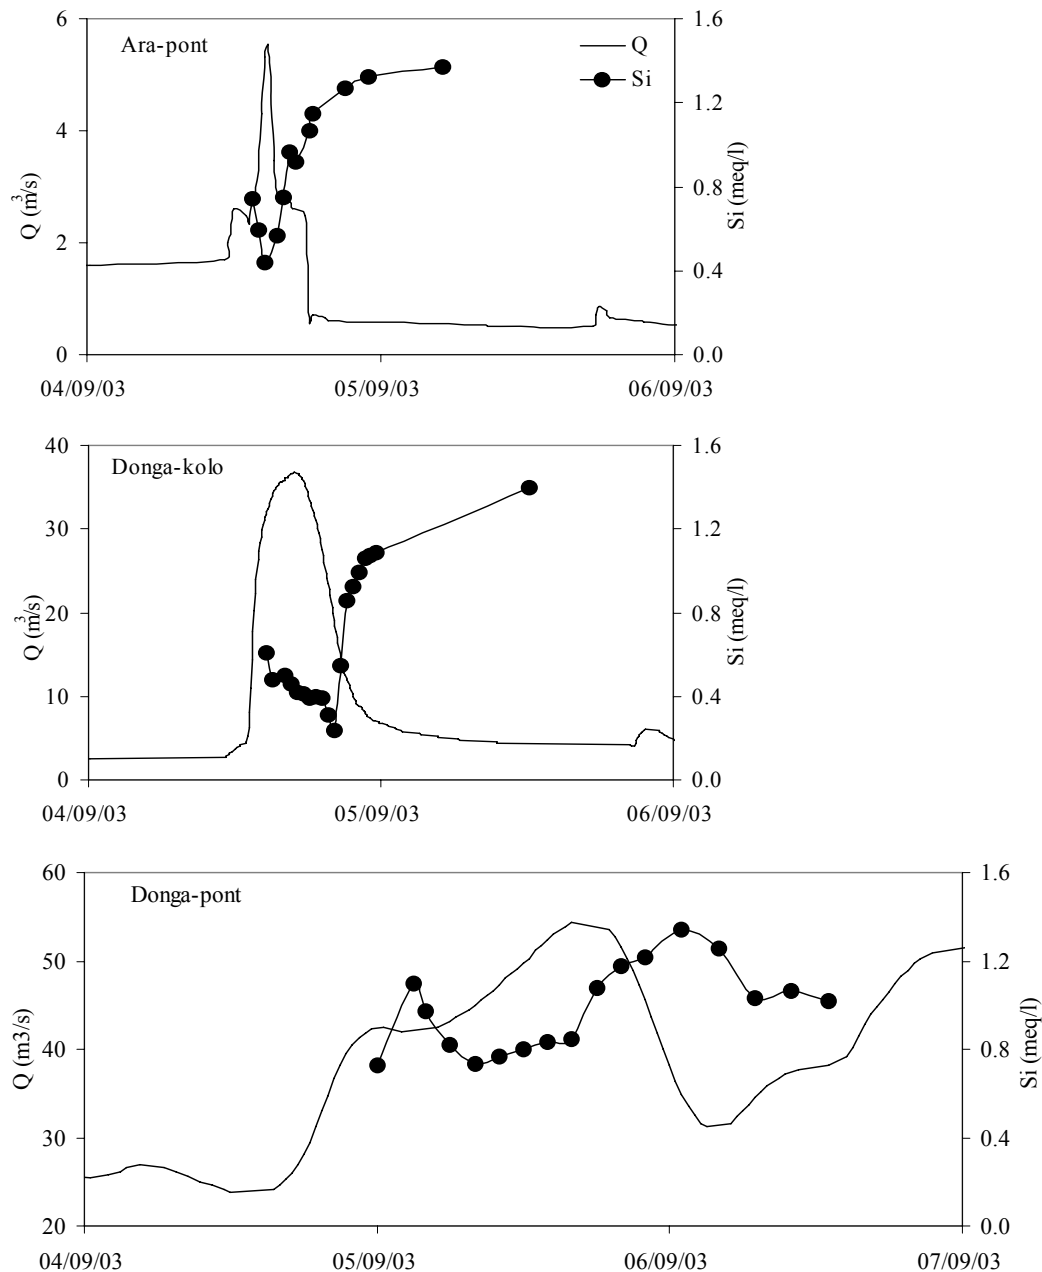 6 1.6
Ara-pont Q
Si
1.2
4
0.8
Q (m³/s) Si (meq/l)
2
0.4
0 0.0
04/09/03 05/09/03 06/09/03
40 1.6
Donga-kolo
30 1.2
Q (m³/s) Si (meq/l)
20 0.8
10 0.4
0 0.0
04/09/03 05/09/03 06/09/03
60 1.6
Donga-pont
50 1.2
Q (m3/s) Si (meq/l)
40 0.8
30 0.4
20 0.0
04/09/03 05/09/03 06/09/03 07/09/03